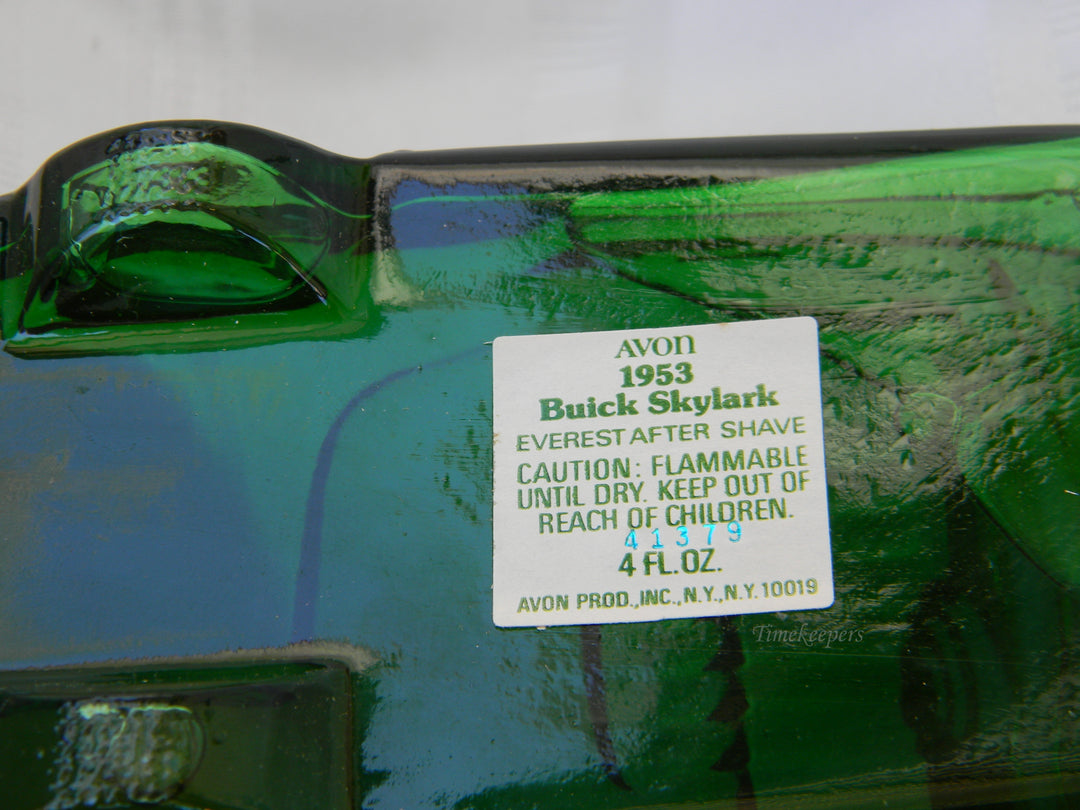 AVON
1953
Buick Skylark
EVEREST AFTER SHAVE
CAUTION: FLAMMABLE
UNTIL DRY. KEEP OUT OF
REACH OF CHILDREN.
41379
4 FL.OZ.
AVON PROD.,INC.,N.Y.,N.Y.10019
Timekeepers